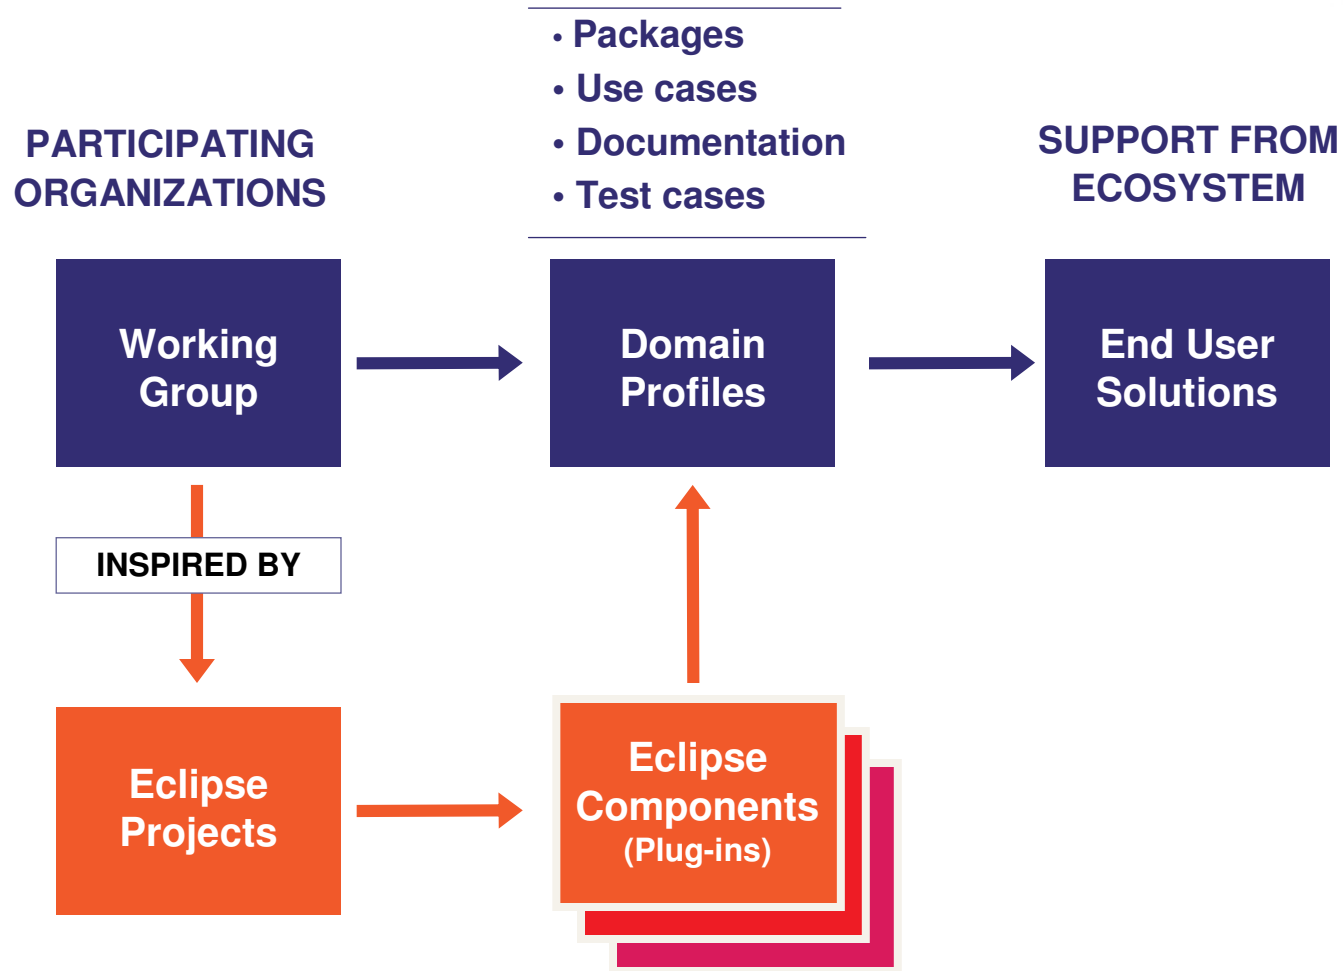 • Packages
• Use cases
• Documentation
• Test cases
PARTICIPATING
ORGANIZATIONS
SUPPORT FROM
ECOSYSTEM
Working
Group
Domain
Profiles
End User
Solutions
INSPIRED BY
Eclipse
Projects
Eclipse
Components
(Plug-ins)